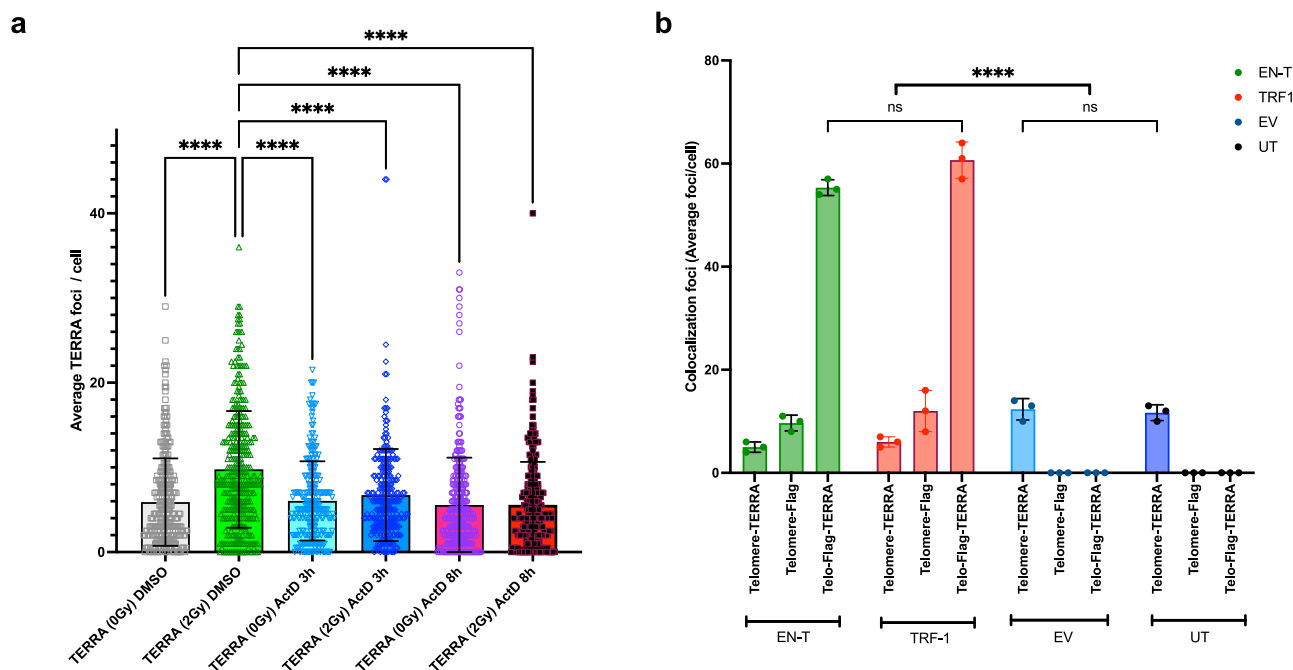 a
****
****
****
****
****
Average TERRA foci / cell
40
20
0
TERRA (0Gy) DMSO
TERRA (2Gy) DMSO
TERRA (0Gy) ActD 3h
TERRA (2Gy) ActD 3h
TERRA (0Gy) ActD 8h
TERRA (2Gy) ActD 8h
b
Colocalization foci (Average foci/cell)
80
60
40
20
0
****
ns
ns
EN-T
TRF1
EV
UT
Telomere-TERRA
Telomere-Flag
Telo-Flag-TERRA
Telomere-TERRA
Telomere-Flag
Telo-Flag-TERRA
Telomere-TERRA
Telomere-Flag
Telo-Flag-TERRA
Telomere-TERRA
Telomere-Flag
Telo-Flag-TERRA
EN-T
TRF-1
EV
UT